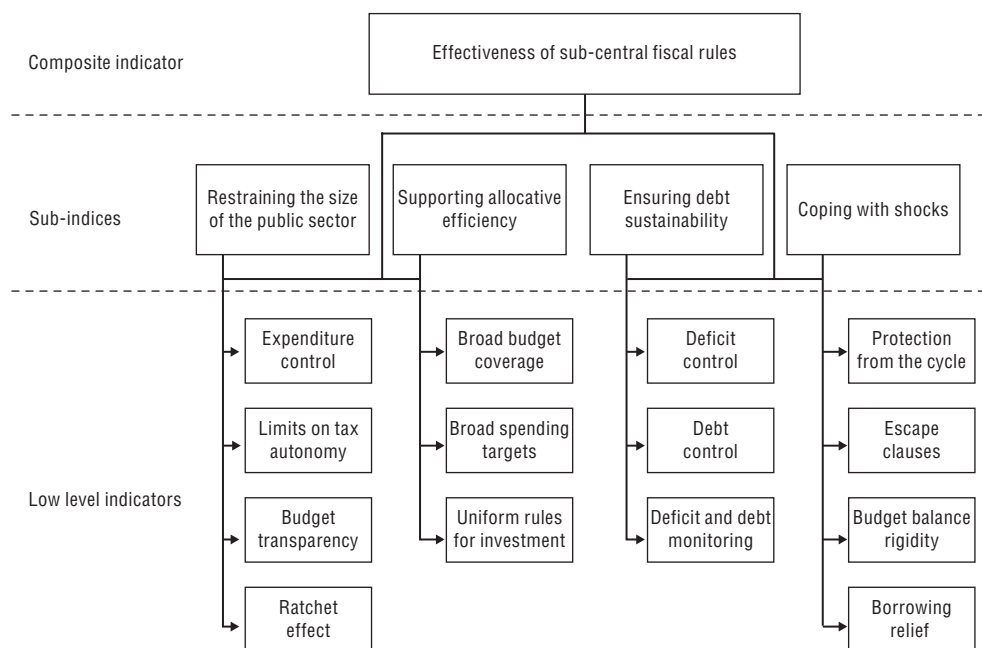 Composite indicator
Effectiveness of sub-central fiscal rules
Sub-indices
Restraining the size
of the public sector
Supporting allocative
efficiency
Ensuring debt
sustainability
Coping with shocks
Low level indicators
Expenditure
control
Limits on tax
autonomy
Budget
transparency
Ratchet
effect
Broad budget
coverage
Broad spending
targets
Uniform rules
for investment
Deficit
control
Debt
control
Deficit and debt
monitoring
Protection
from the cycle
Escape
clauses
Budget balance
rigidity
Borrowing
relief